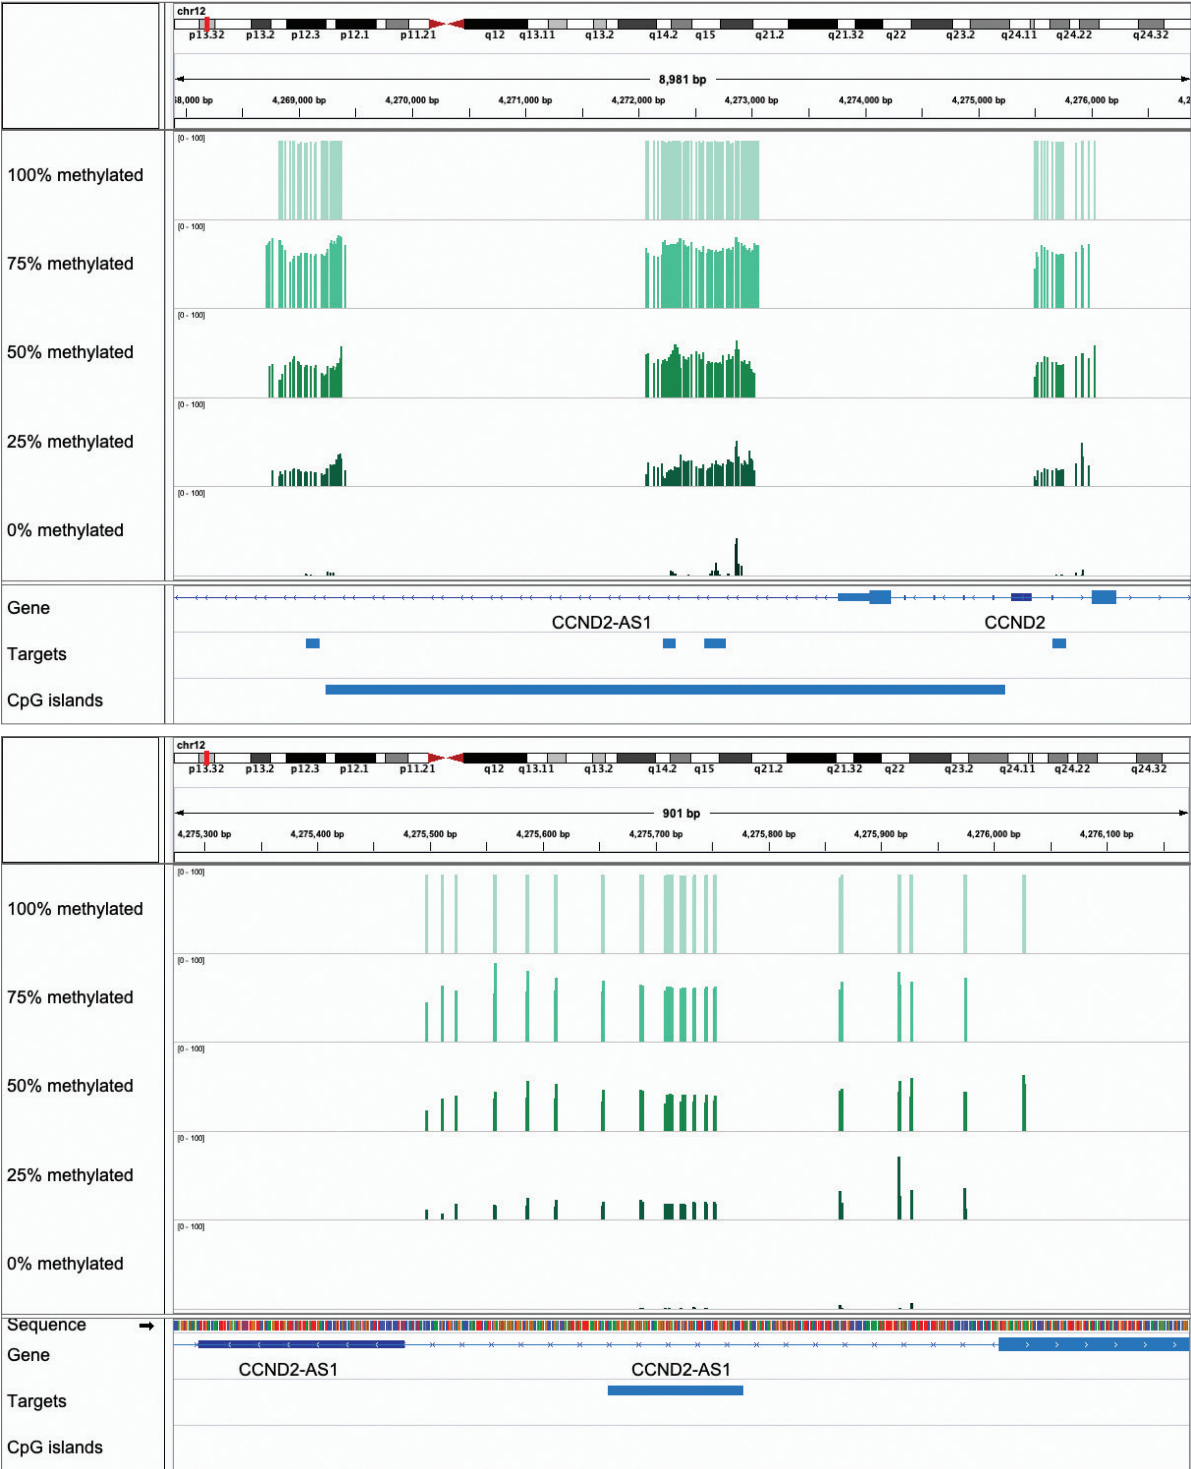 chr12
p13.32 p13.2 p12.3 p12.1 p11.21 q12 q13.11 q13.2 q14.2 q15 q21.2 q21.32 q22 q23.2 q24.11 q24.22 q24.32
8,981 bp
8,000 bp 4,269,000 bp 4,270,000 bp 4,271,000 bp 4,272,000 bp 4,273,000 bp 4,274,000 bp 4,275,000 bp 4,276,000 bp 4,2
[0 - 100]
100% methylated
[0 - 100]
75% methylated
[0 - 100]
50% methylated
[0 - 100]
25% methylated
[0 - 100]
0% methylated
Gene
CCND2-AS1 CCND2
Targets
CpG islands
chr12
p13.32 p13.2 p12.3 p12.1 p11.21 q12 q13.11 q13.2 q14.2 q15 q21.2 q21.32 q22 q23.2 q24.11 q24.22 q24.32
901 bp
4,275,300 bp 4,275,400 bp 4,275,500 bp 4,275,600 bp 4,275,700 bp 4,275,800 bp 4,275,900 bp 4,276,000 bp 4,276,100 bp
[0 - 100]
100% methylated
[0 - 100]
75% methylated
[0 - 100]
50% methylated
[0 - 100]
25% methylated
[0 - 100]
0% methylated
Sequence
Gene
CCND2-AS1 CCND2-AS1
Targets
CpG islands